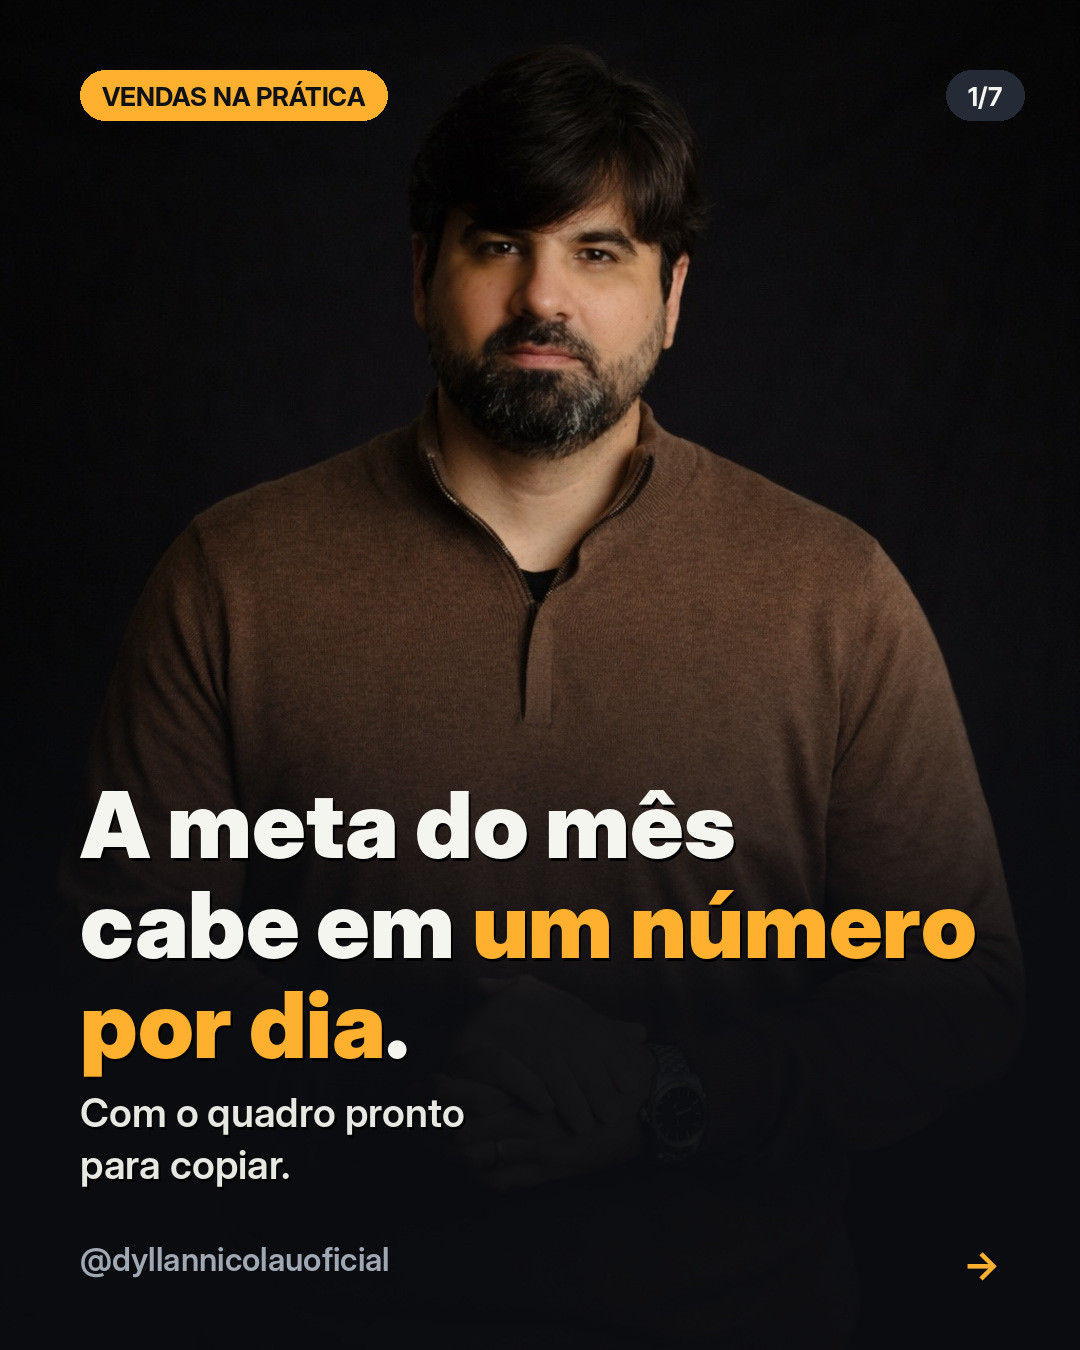 VENDAS NA PRÁTICA
1/7
A meta do mês
cabe em um número
por dia.
Com o quadro pronto
para copiar.
@dyllannicolauoficial
→